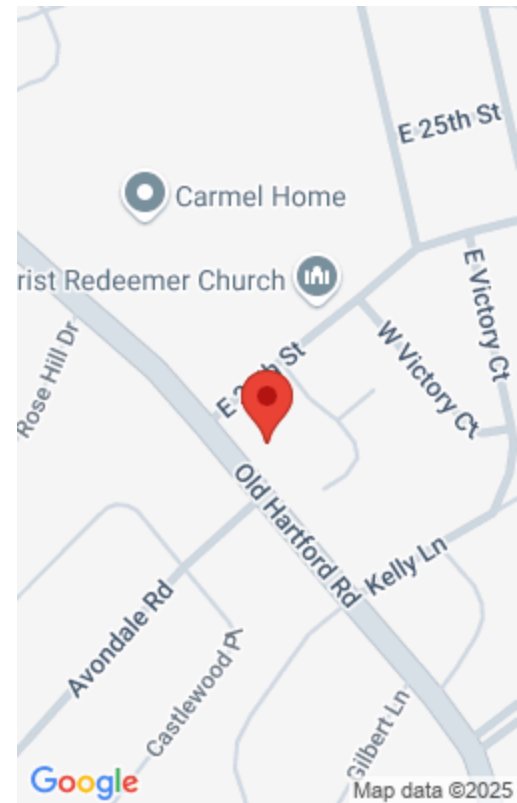 E 25th St
Carmel Home
rist Redeemer Church
E Victory Ct
Rose Hill Dr
W Victory Ct
E
St
Old Hartford Rd
Kelly Ln
Avondale Rd
Castlewood Pl
Gilbert Ln
Google
Map data ©2025